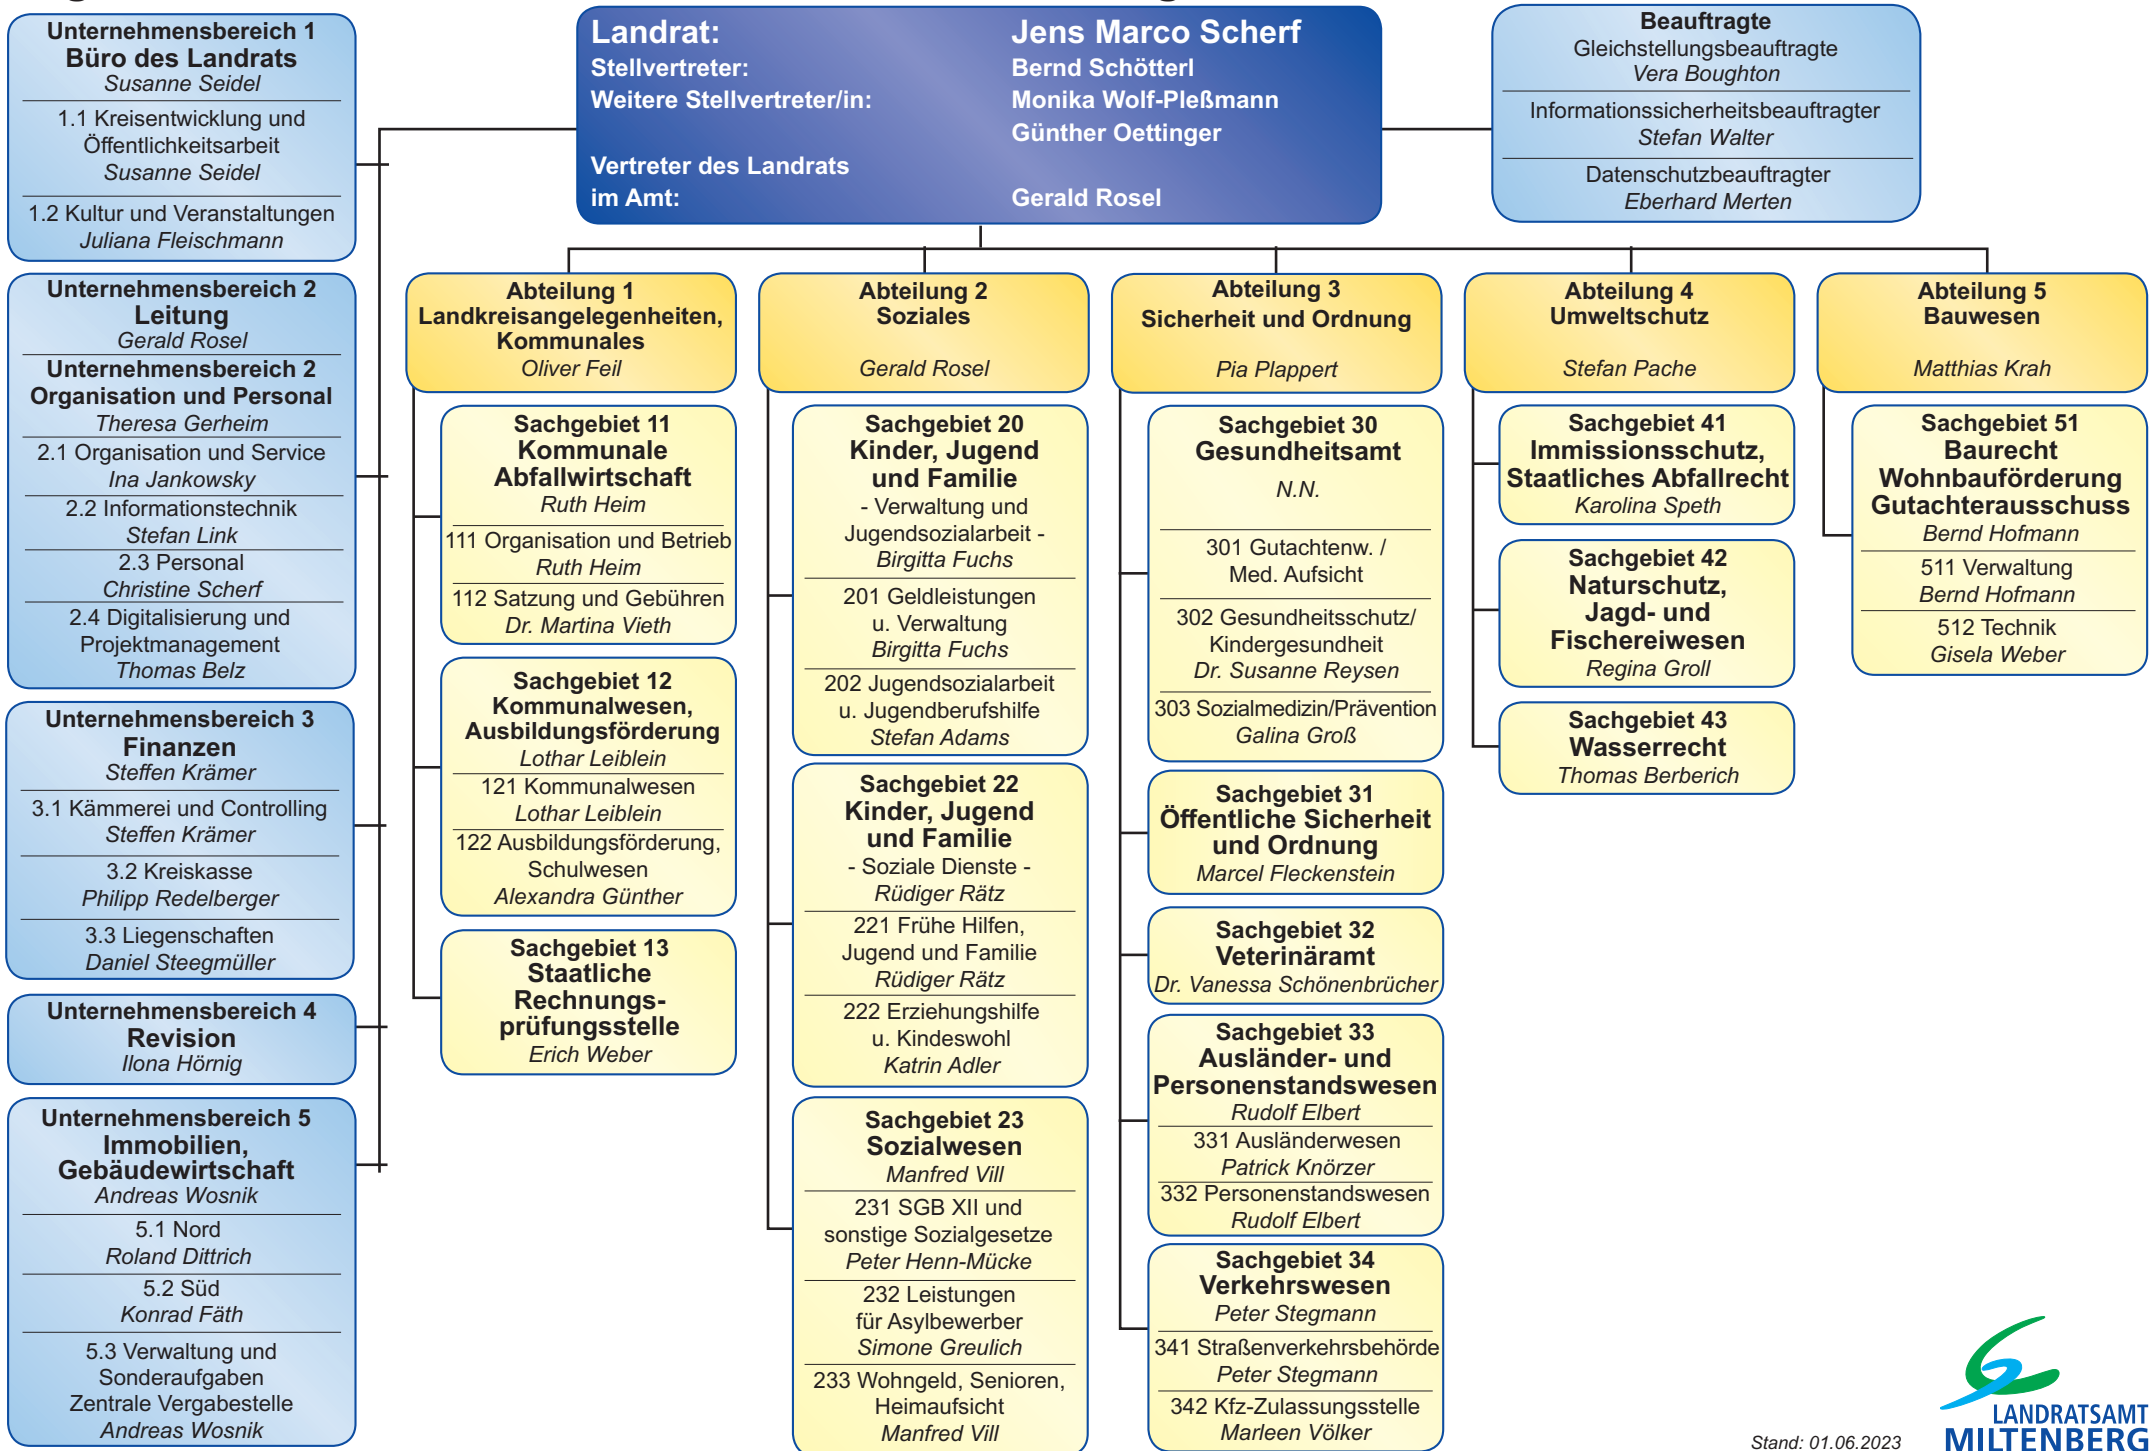 Unternehmensbereich 1
Büro des Landrats
Susanne Seidel
1.1 Kreisentwicklung und
Öffentlichkeitsarbeit
Susanne Seidel
1.2 Kultur und Veranstaltungen
Juliana Fleischmann
Unternehmensbereich 2
Leitung
Gerald Rosel
Unternehmensbereich 2
Organisation und Personal
Theresa Gerheim
2.1 Organisation und Service
Ina Jankowsky
2.2 Informationstechnik
Stefan Link
2.3 Personal
Christine Scherf
2.4 Digitalisierung und
Projektmanagement
Thomas Belz
Unternehmensbereich 3
Finanzen
Steffen Krämer
3.1 Kämmerei und Controlling
Steffen Krämer
3.2 Kreiskasse
Philipp Redelberger
3.3 Liegenschaften
Daniel Steegmüller
Unternehmensbereich 4
Revision
Ilona Hörnig
Unternehmensbereich 5
Immobilien,
Gebäudewirtschaft
Andreas Wosnik
5.1 Nord
Roland Dittrich
5.2 Süd
Konrad Fäth
5.3 Verwaltung und
Sonderaufgaben
Zentrale Vergabestelle
Andreas Wosnik
Landrat: Jens Marco Scherf
Stellvertreter: Bernd Schötterl
Weitere Stellvertreter/in: Monika Wolf-Pleßmann
Günther Oettinger
Vertreter des Landrats
im Amt: Gerald Rosel
Beauftragte
Gleichstellungsbeauftragte
Vera Boughton
Informationssicherheitsbeauftragter
Stefan Walter
Datenschutzbeauftragter
Eberhard Merten
Abteilung 1
Landkreisangelegenheiten,
Kommunales
Oliver Feil
Sachgebiet 11
Kommunale
Abfallwirtschaft
Ruth Heim
111 Organisation und Betrieb
Ruth Heim
112 Satzung und Gebühren
Dr. Martina Vieth
Sachgebiet 12
Kommunalwesen,
Ausbildungsförderung
Lothar Leiblein
121 Kommunalwesen
Lothar Leiblein
122 Ausbildungsförderung,
Schulwesen
Alexandra Günther
Sachgebiet 13
Staatliche
Rechnungs-
prüfungsstelle
Erich Weber
Abteilung 2
Soziales
Gerald Rosel
Sachgebiet 20
Kinder, Jugend
und Familie
- Verwaltung und
Jugendsozialarbeit -
Birgitta Fuchs
201 Geldleistungen
u. Verwaltung
Birgitta Fuchs
202 Jugendsozialarbeit
u. Jugendberufshilfe
Stefan Adams
Sachgebiet 22
Kinder, Jugend
und Familie
- Soziale Dienste -
Rüdiger Rätz
221 Frühe Hilfen,
Jugend und Familie
Rüdiger Rätz
222 Erziehungshilfe
u. Kindeswohl
Katrin Adler
Sachgebiet 23
Sozialwesen
Manfred Vill
231 SGB XII und
sonstige Sozialgesetze
Peter Henn-Mücke
232 Leistungen
für Asylbewerber
Simone Greulich
233 Wohngeld, Senioren,
Heimaufsicht
Manfred Vill
Abteilung 3
Sicherheit und Ordnung
Pia Plappert
Sachgebiet 30
Gesundheitsamt
N.N.
301 Gutachtenw. /
Med. Aufsicht
302 Gesundheitsschutz/
Kindergesundheit
Dr. Susanne Reysen
303 Sozialmedizin/Prävention
Galina Groß
Sachgebiet 31
Öffentliche Sicherheit
und Ordnung
Marcel Fleckenstein
Sachgebiet 32
Veterinäramt
Dr. Vanessa Schönenbrücher
Sachgebiet 33
Ausländer- und
Personenstandswesen
Rudolf Elbert
331 Ausländerwesen
Patrick Knörzer
332 Personenstandswesen
Rudolf Elbert
Sachgebiet 34
Verkehrswesen
Peter Stegmann
341 Straßenverkehrsbehörde
Peter Stegmann
342 Kfz-Zulassungsstelle
Marleen Völker
Abteilung 4
Umweltschutz
Stefan Pache
Sachgebiet 41
Immissionsschutz,
Staatliches Abfallrecht
Karolina Speth
Sachgebiet 42
Naturschutz,
Jagd- und
Fischereiwesen
Regina Groll
Sachgebiet 43
Wasserrecht
Thomas Berberich
Abteilung 5
Bauwesen
Matthias Krah
Sachgebiet 51
Baurecht
Wohnbauförderung
Gutachterausschuss
Bernd Hofmann
511 Verwaltung
Bernd Hofmann
512 Technik
Gisela Weber
Stand: 01.06.2023
LANDRATSAMT
MILTENBERG